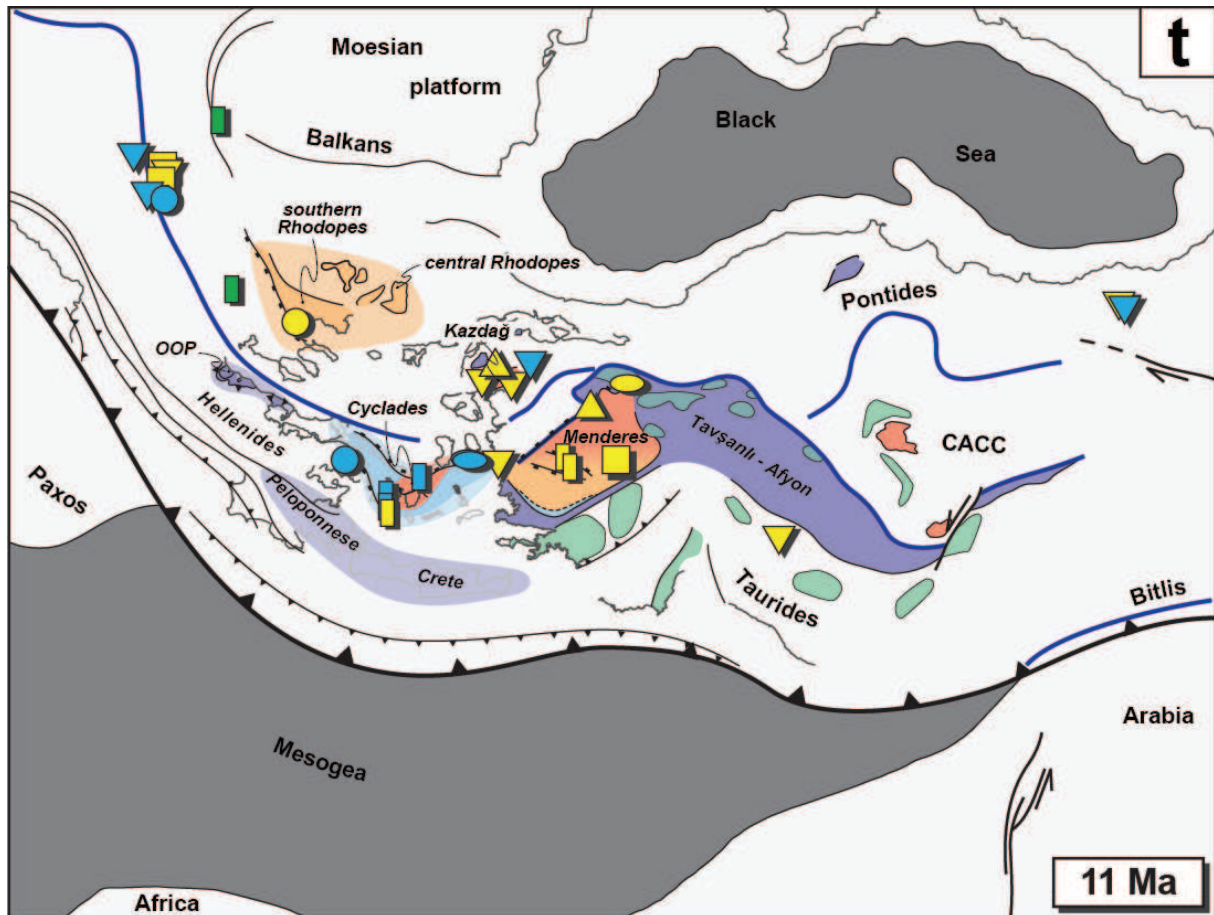 t
Moesian
platform
Black
Sea
Balkans
southern
Rhodopes
central Rhodopes
Pontides
Kazdağ
OOP
Hellenides
Cyclades
Menderes
Tavşanlı - Afyon
CACC
Paxos
Peloponnese
Crete
Taurides
Bitlis
Arabia
Mesogea
Africa
11 Ma